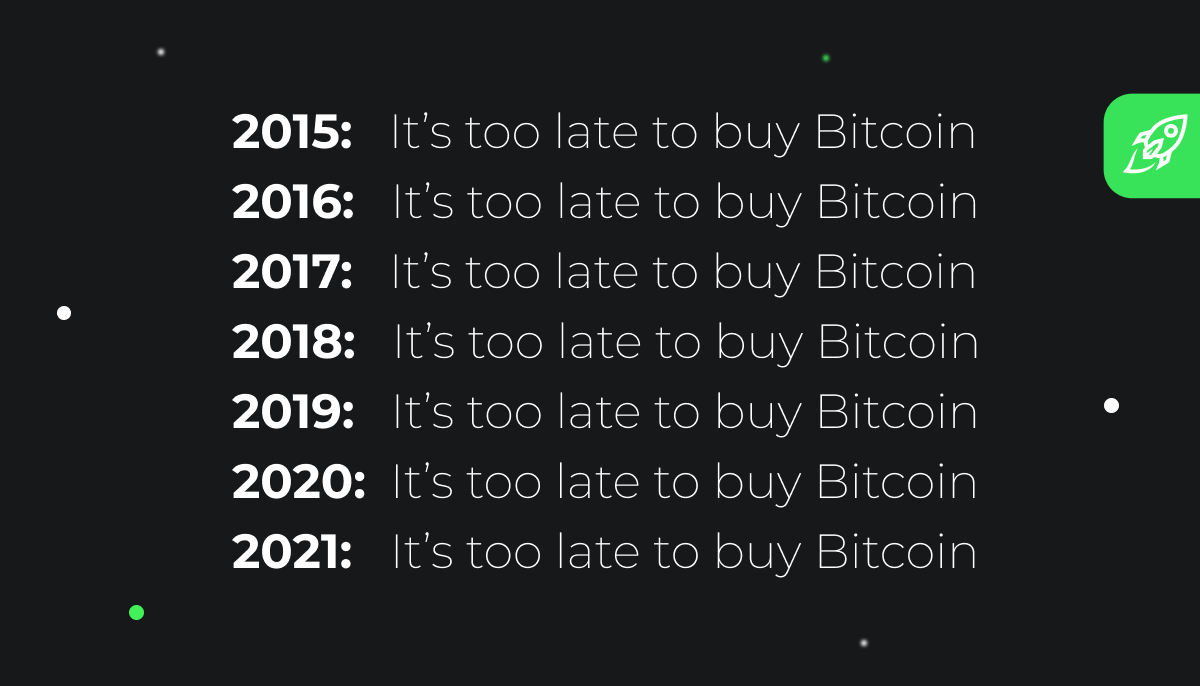 2015: It’s too late to buy Bitcoin
2016: It’s too late to buy Bitcoin
2017: It’s too late to buy Bitcoin
2018: It’s too late to buy Bitcoin
2019: It’s too late to buy Bitcoin
2020: It’s too late to buy Bitcoin
2021: It’s too late to buy Bitcoin